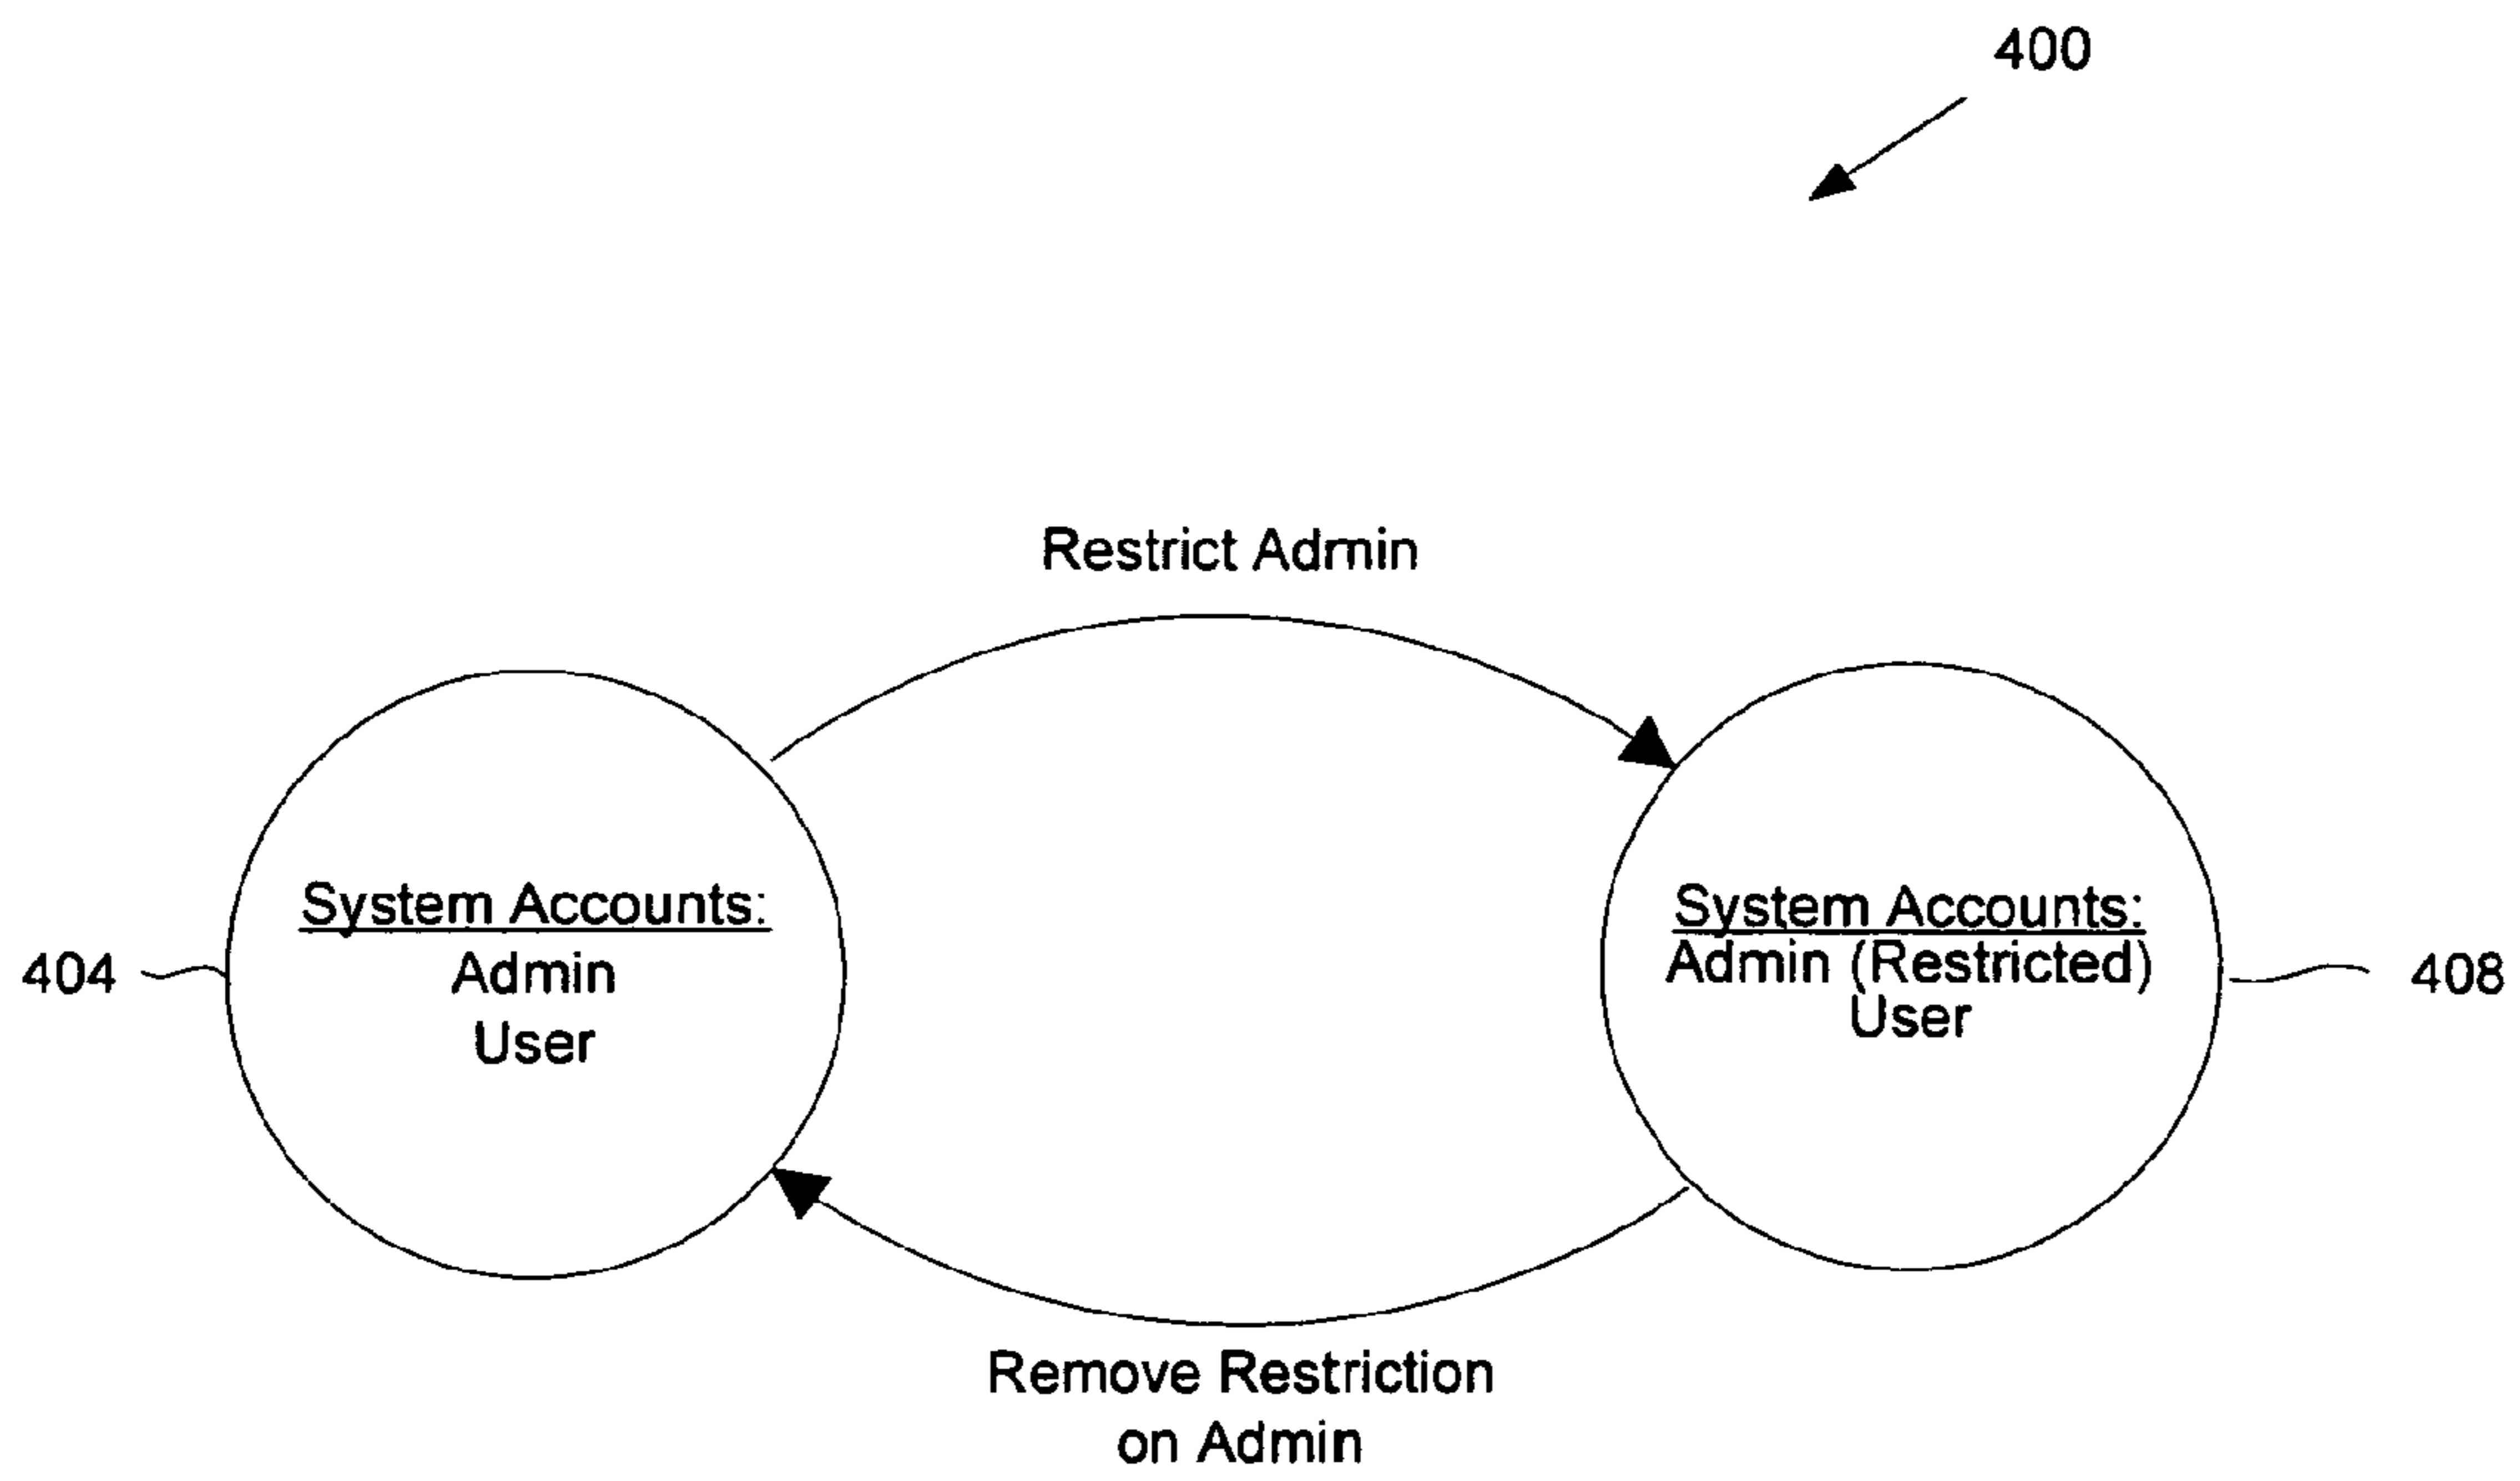 400
Restrict Admin
System Accounts:
Admin
User
404
System Accounts:
Admin (Restricted)
User
408
Remove Restriction
on Admin